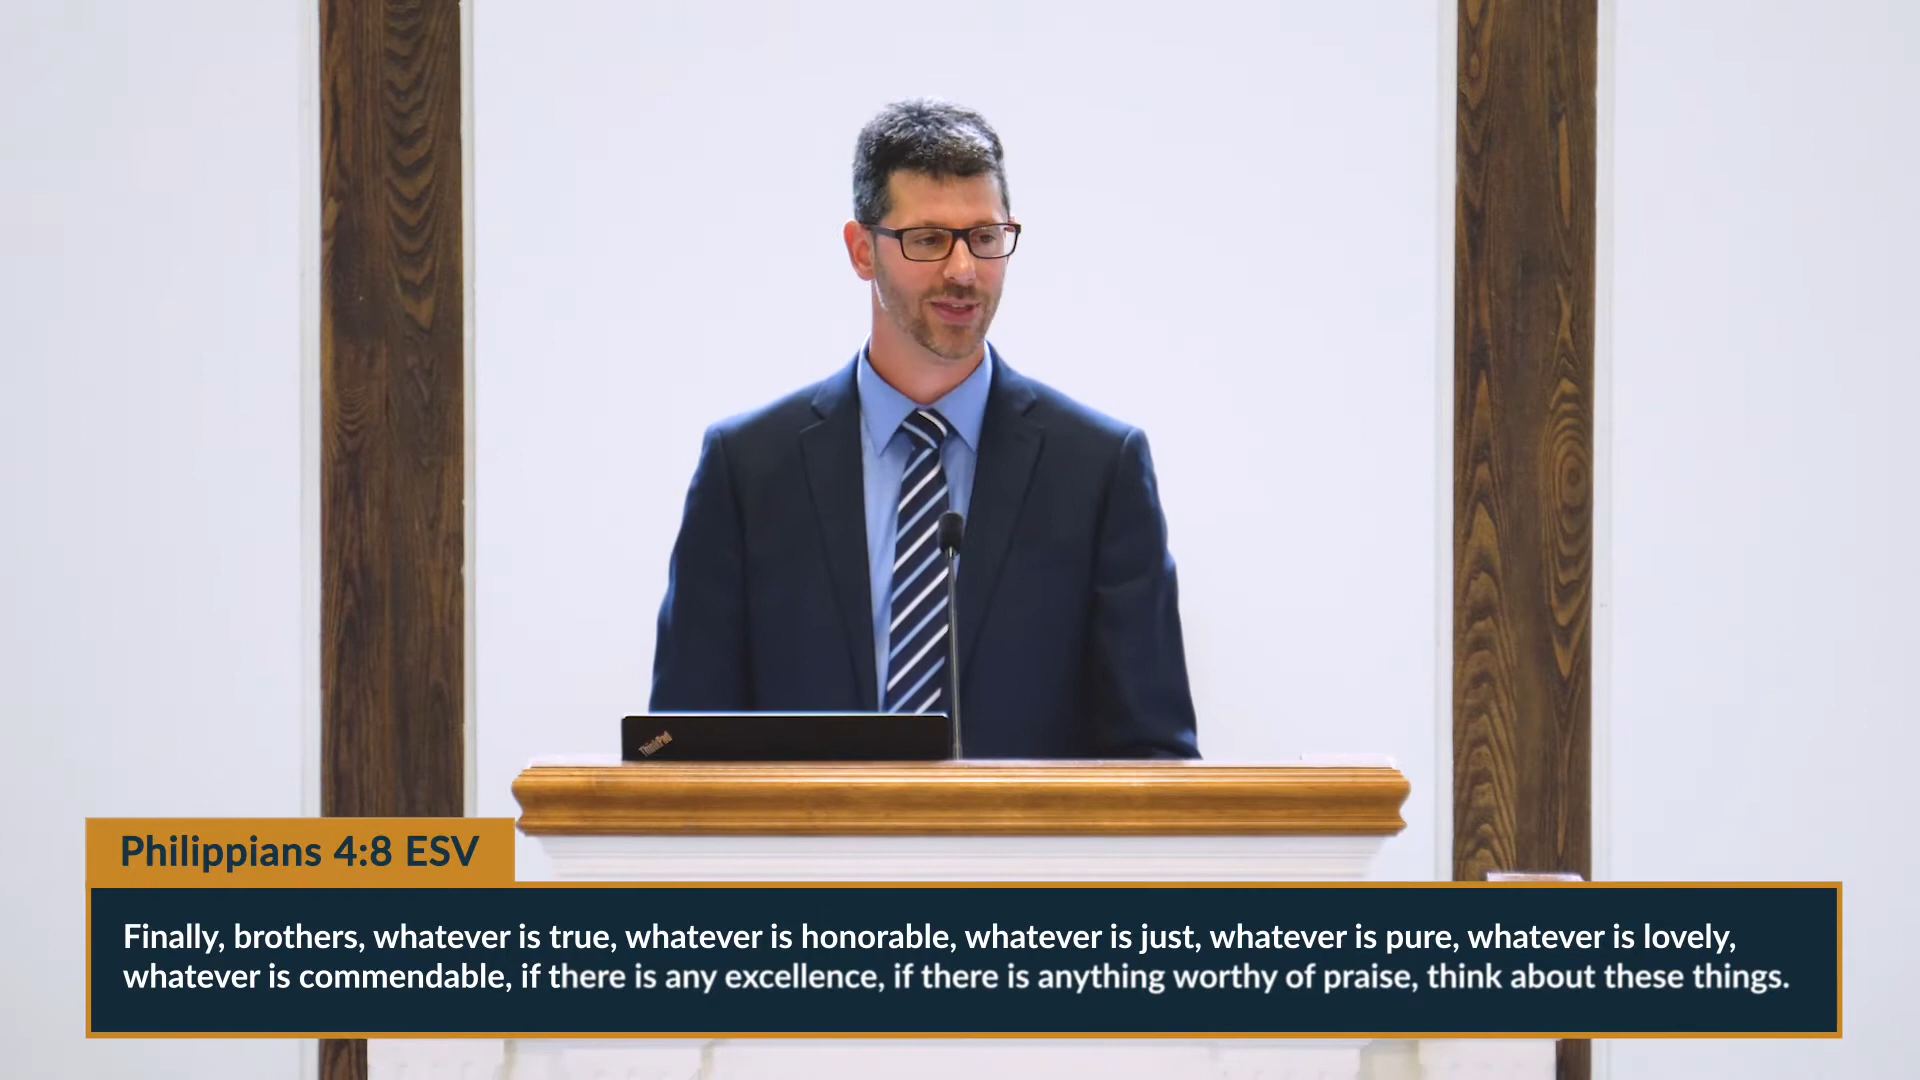 ThinkPad
Philippians 4:8 ESV
Finally, brothers, whatever is true, whatever is honorable, whatever is just, whatever is pure, whatever is lovely,
whatever is commendable, if there is any excellence, if there is anything worthy of praise, think about these things.